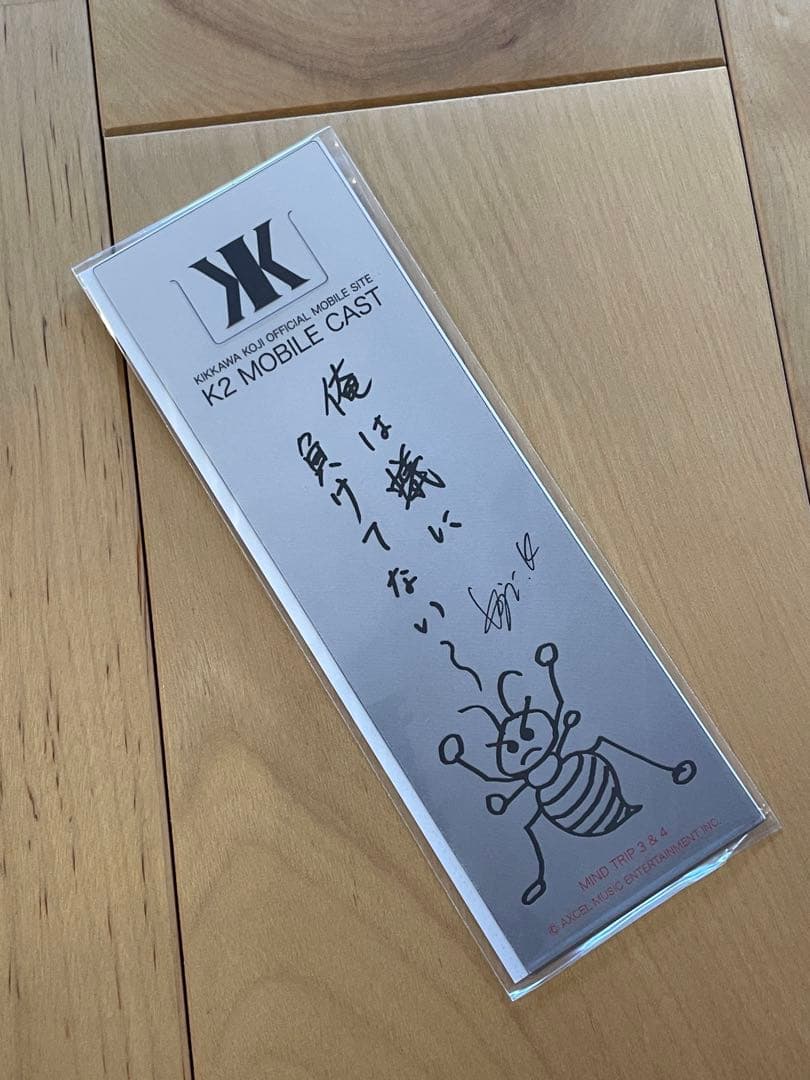 KK
KIKKAWA KOJI OFFICIAL MOBILE SITE
K2 MOBILE CAST
俺は蟻に
負けてない〜
Koji.K
MIND TRIP 3 & 4
© AXCEL MUSIC ENTERTAINMENT INC.